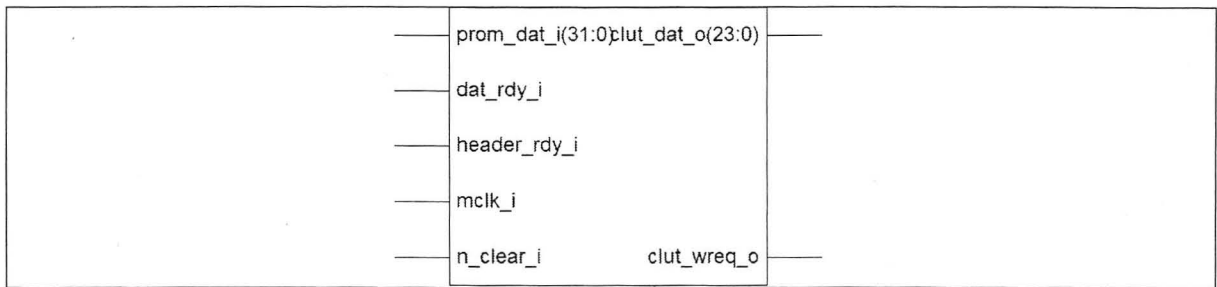 prom_dat_i(31:0)clut_dat_o(23:0)
dat_rdy_i
header_rdy_i
mclk_i
n_clear_i clut_wreq_o